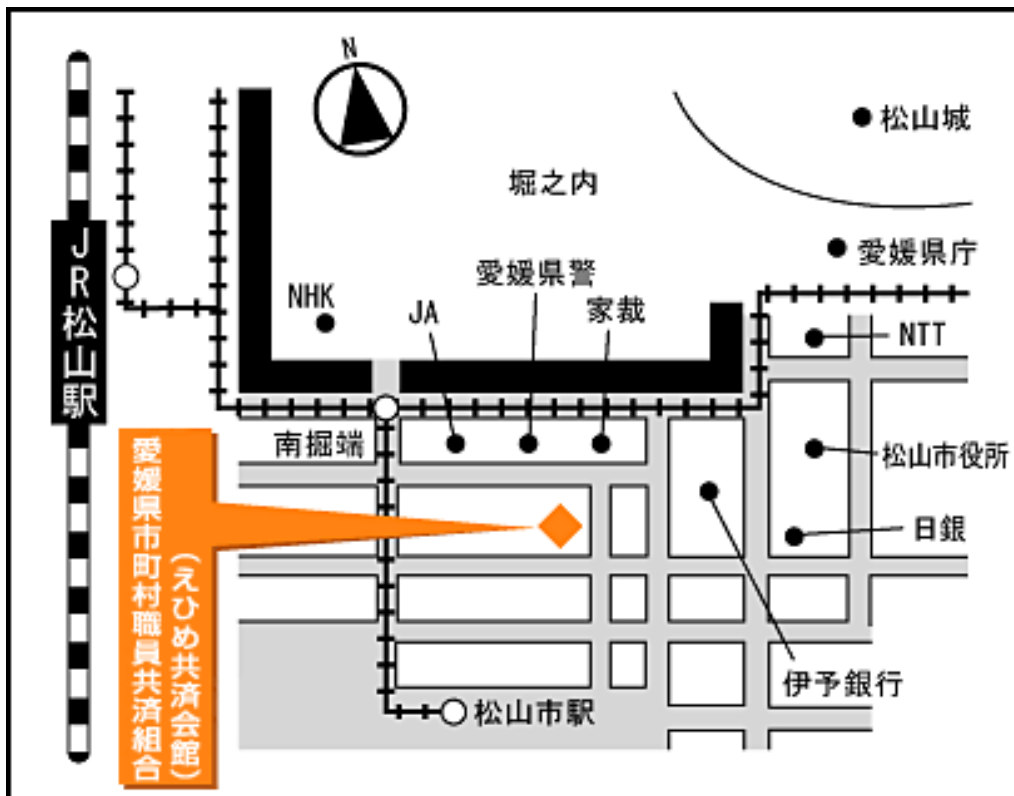 N
松山城
堀之内
愛媛県庁
愛媛県警
NHK
JA
家裁
NTT
JR松山駅
南掘端
松山市役所
日銀
愛媛県市町村職員共済組合
(えひめ共済会館)
伊予銀行
松山市駅